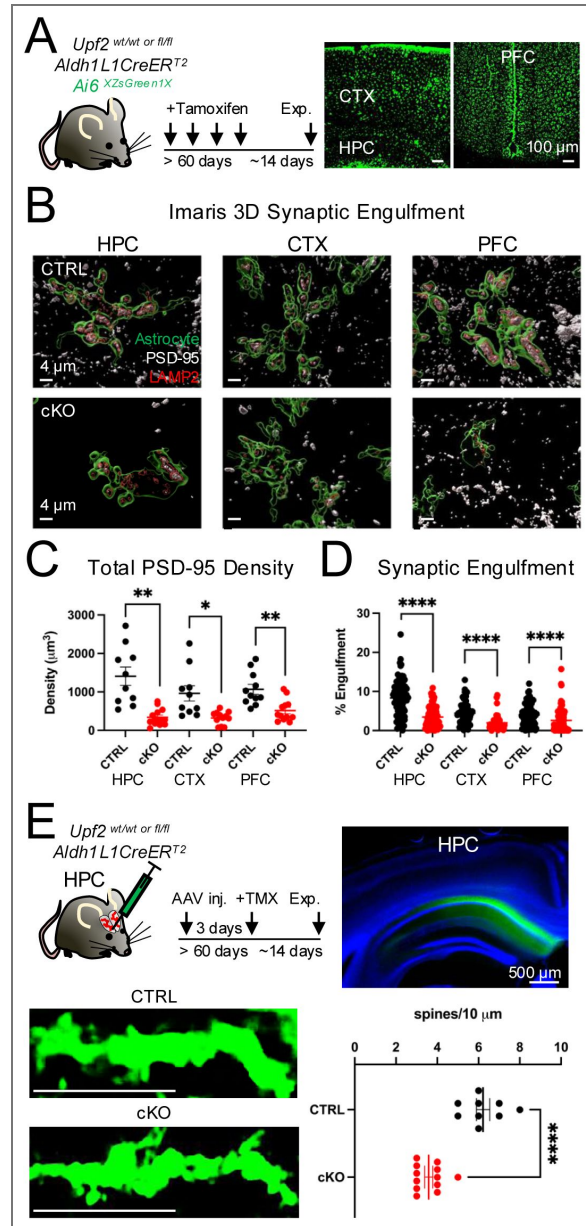 A
Upf2 wt/wt or fl/fl
Aldh1L1CreERT2
Ai6 XZsGreen1X
+Tamoxifen Exp.
> 60 days ~14 days
CTX
HPC
PFC
100 μm
B
Imaris 3D Synaptic Engulfment
HPC CTX PFC
CTRL
Astrocyte
PSD-95
LAMP2
4 μm
cKO
4 μm
C Total PSD-95 Density
Density (μm3)
3000
2000
1000
0
** * **
CTRL cKO CTRL cKO CTRL cKO
HPC CTX PFC
D Synaptic Engulfment
% Engulfment
30
20
10
0
**** **** ****
CTRL cKO CTRL cKO CTRL cKO
HPC CTX PFC
E
Upf2 wt/wt or fl/fl
Aldh1L1CreERT2
HPC
AAV inj. +TMX Exp.
3 days
> 60 days ~14 days
HPC
500 μm
CTRL
cKO
spines/10 μm
0 2 4 6 8 10
CTRL
cKO
****